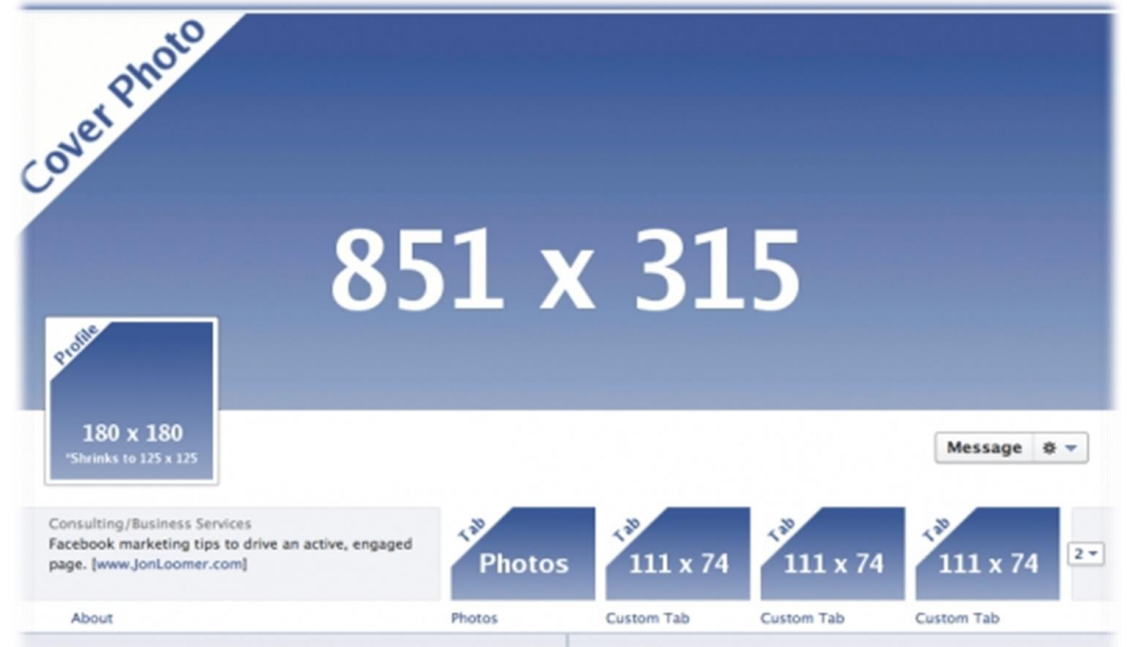 Cover Photo
851 x 315
Profile
180 x 180
*Shrinks to 125 x 125
Message
Consulting/Business Services
Facebook marketing tips to drive an active, engaged
page. [www.JonLoomer.com]
Tab
Photos
Tab
111 x 74
Tab
111 x 74
Tab
111 x 74
2
About
Photos
Custom Tab
Custom Tab
Custom Tab